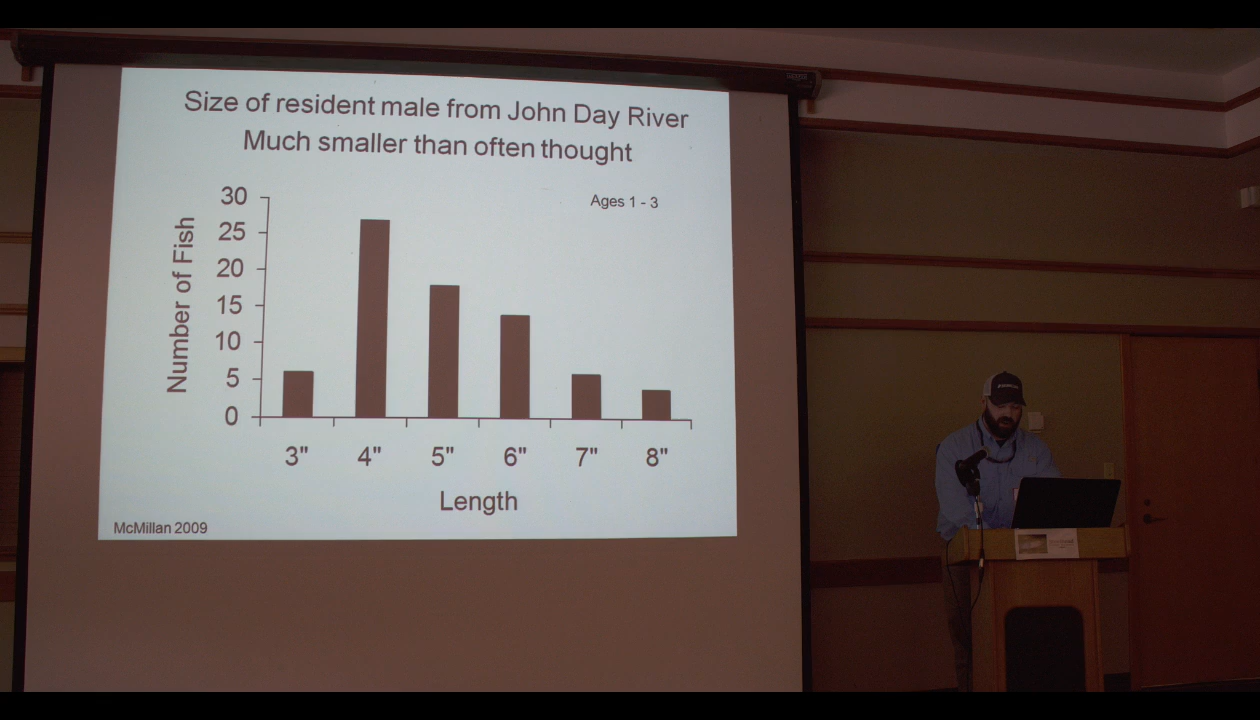 Size of resident male from John Day River
Much smaller than often thought
Ages 1 - 3
Number of Fish
30
25
20
15
10
5
0
3" 4" 5" 6" 7" 8"
Length
McMillan 2009